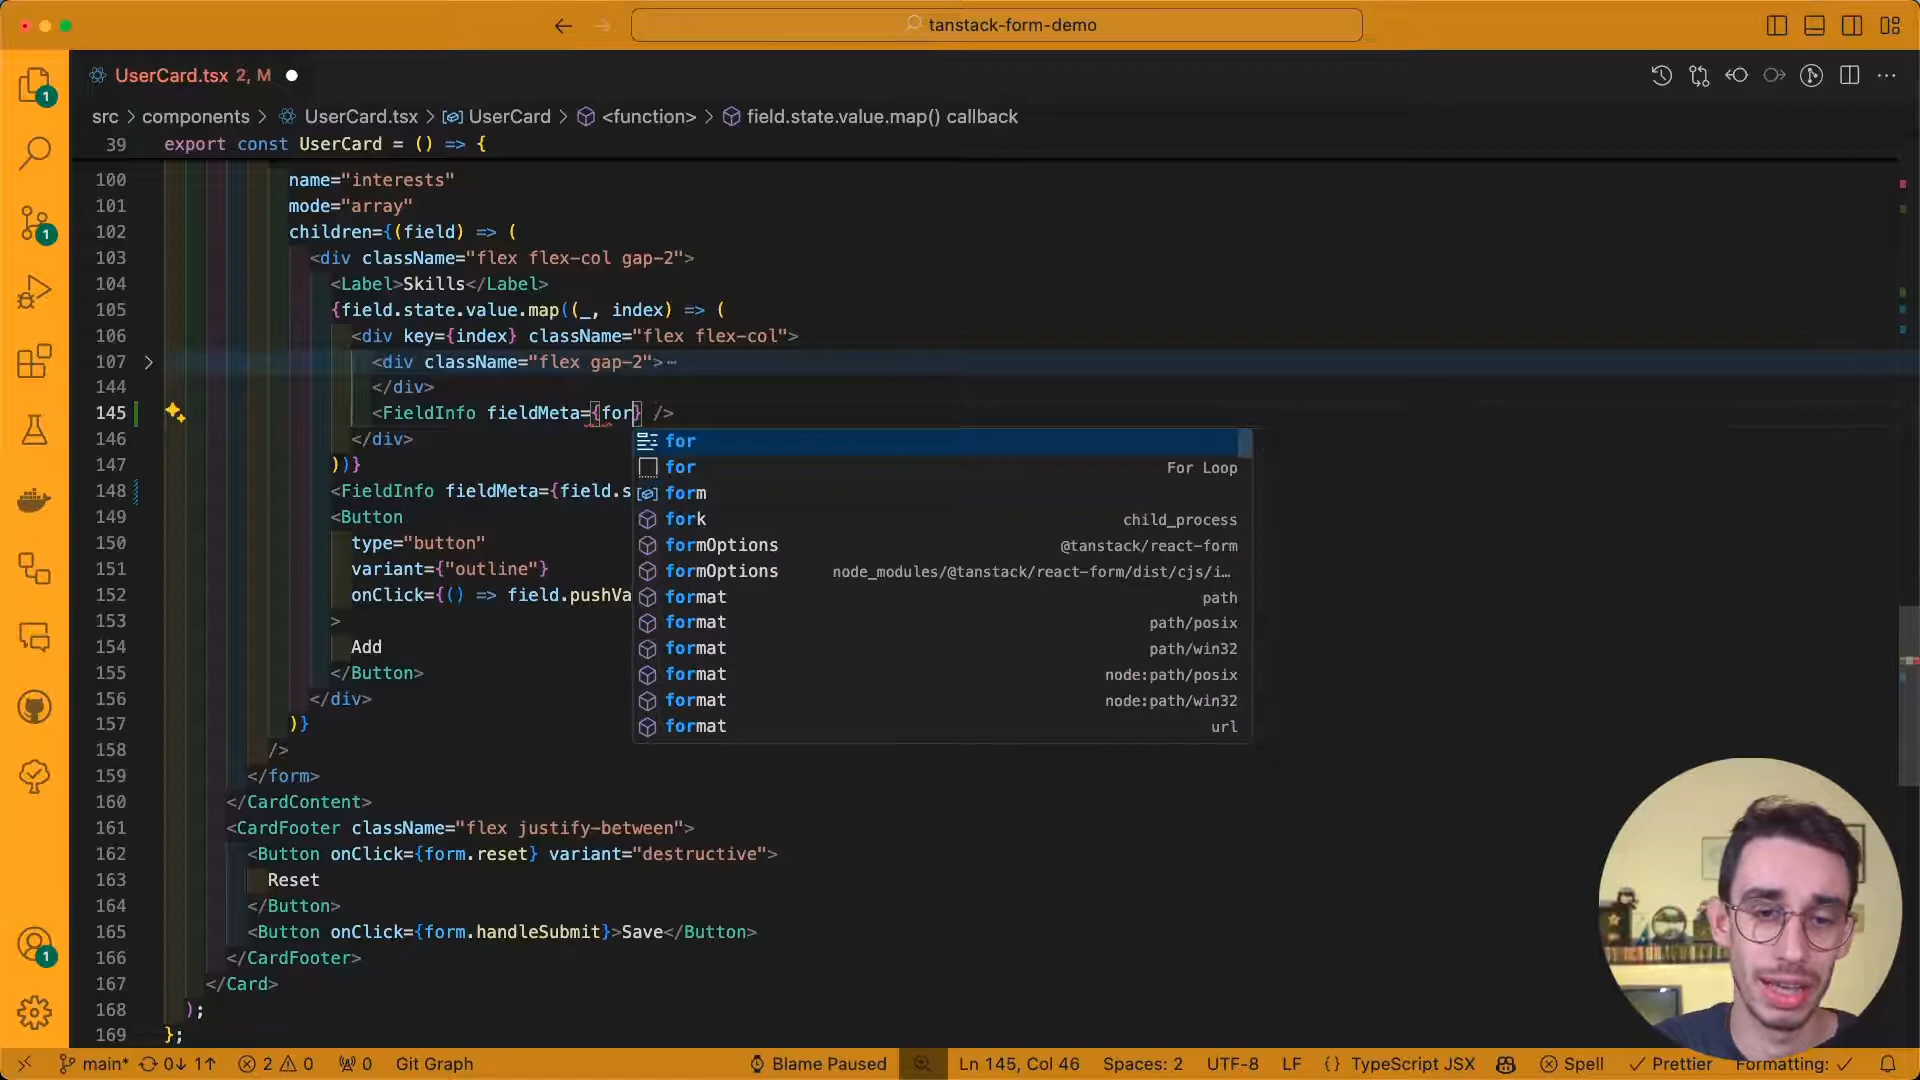 tanstack-form-demo
UserCard.tsx 2, M
src > components > UserCard.tsx > UserCard > <function> > field.state.value.map() callback
39 export const UserCard = () => {
100 name="interests"
101 mode="array"
102 children={(field) => (
103 <div className="flex flex-col gap-2">
104 <Label>Skills</Label>
105 {field.state.value.map((_, index) => (
106 <div key={index} className="flex flex-col">
107 <div className="flex gap-2">⋯
144 </div>
145 <FieldInfo fieldMeta={for} />
146 </div>
147 ))}
148 <FieldInfo fieldMeta={field.s
149 <Button
150 type="button"
151 variant={"outline"}
152 onClick={() => field.pushVa
153 >
154 Add
155 </Button>
156 </div>
157 )}
158 />
159 </form>
160 </CardContent>
161 <CardFooter className="flex justify-between">
162 <Button onClick={form.reset} variant="destructive">
163 Reset
164 </Button>
165 <Button onClick={form.handleSubmit}>Save</Button>
166 </CardFooter>
167 </Card>
168 );
169 };
for
for For Loop
form
fork child_process
formOptions @tanstack/react-form
formOptions node_modules/@tanstack/react-form/dist/cjs/i…
format path
format path/posix
format path/win32
format node:path/posix
format node:path/win32
format url
1
1
1
main* 0↓ 1↑ 2 0 0 Git Graph Blame Paused Ln 145, Col 46 Spaces: 2 UTF-8 LF {} TypeScript JSX Spell Prettier Formatting: